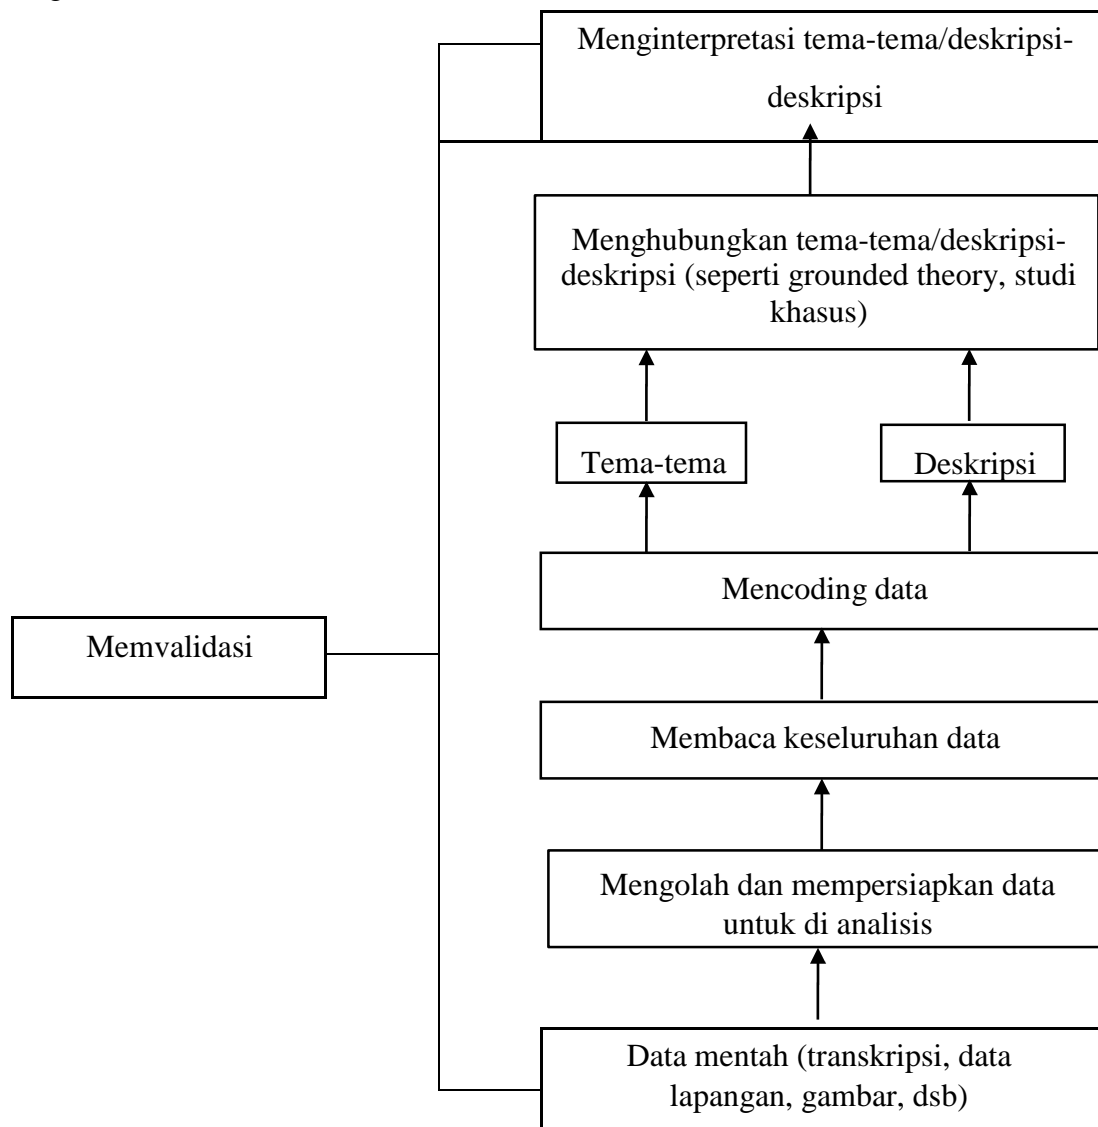 Menginterpretasi tema-tema/deskripsi-
deskripsi
Menghubungkan tema-tema/deskripsi-
deskripsi (seperti grounded theory, studi
khasus)
Tema-tema
Deskripsi
Mencoding data
Memvalidasi
Membaca keseluruhan data
Mengolah dan mempersiapkan data
untuk di analisis
Data mentah (transkripsi, data
lapangan, gambar, dsb)